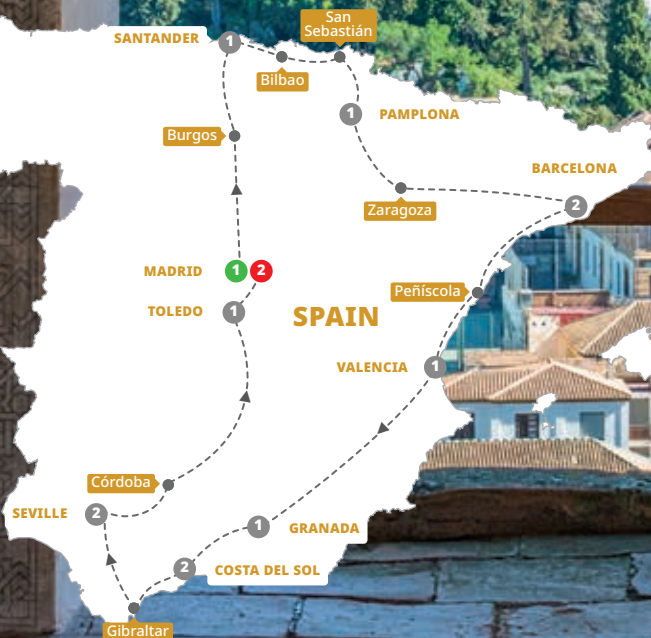 San
Sebastián
SANTANDER
1
Bilbao
1
PAMPLONA
Burgos
BARCELONA
Zaragoza
2
MADRID
1
2
Peñíscola
TOLEDO
1
SPAIN
VALENCIA
1
Córdoba
SEVILLE
2
1
GRANADA
2
COSTA DEL SOL
Gibraltar